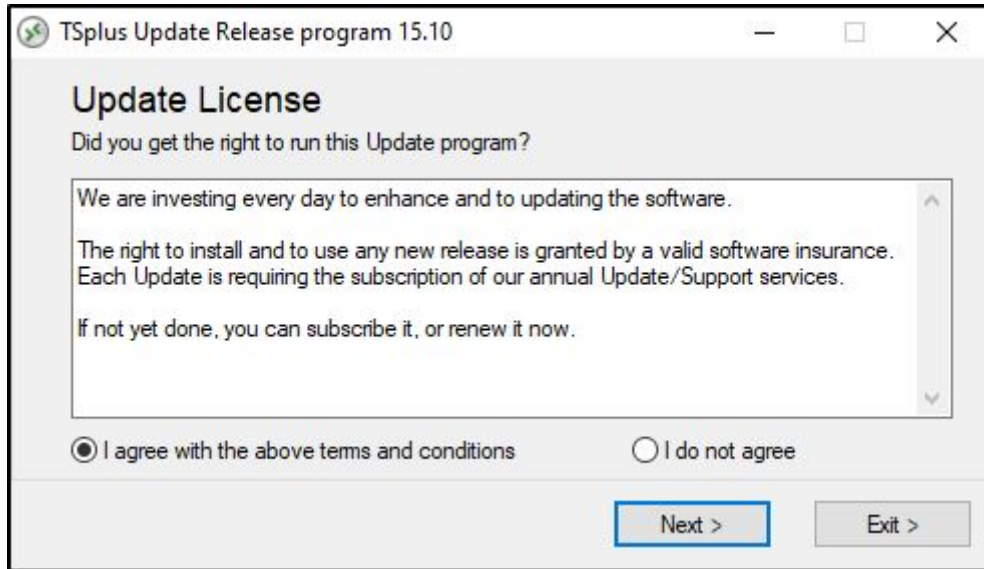 TSplus Update Release program 15.10
Update License
Did you get the right to run this Update program?
We are investing every day to enhance and to updating the software.
The right to install and to use any new release is granted by a valid software insurance.
Each Update is requiring the subscription of our annual Update/Support services.
If not yet done, you can subscribe it, or renew it now.
I agree with the above terms and conditions
I do not agree
Next >
Exit >